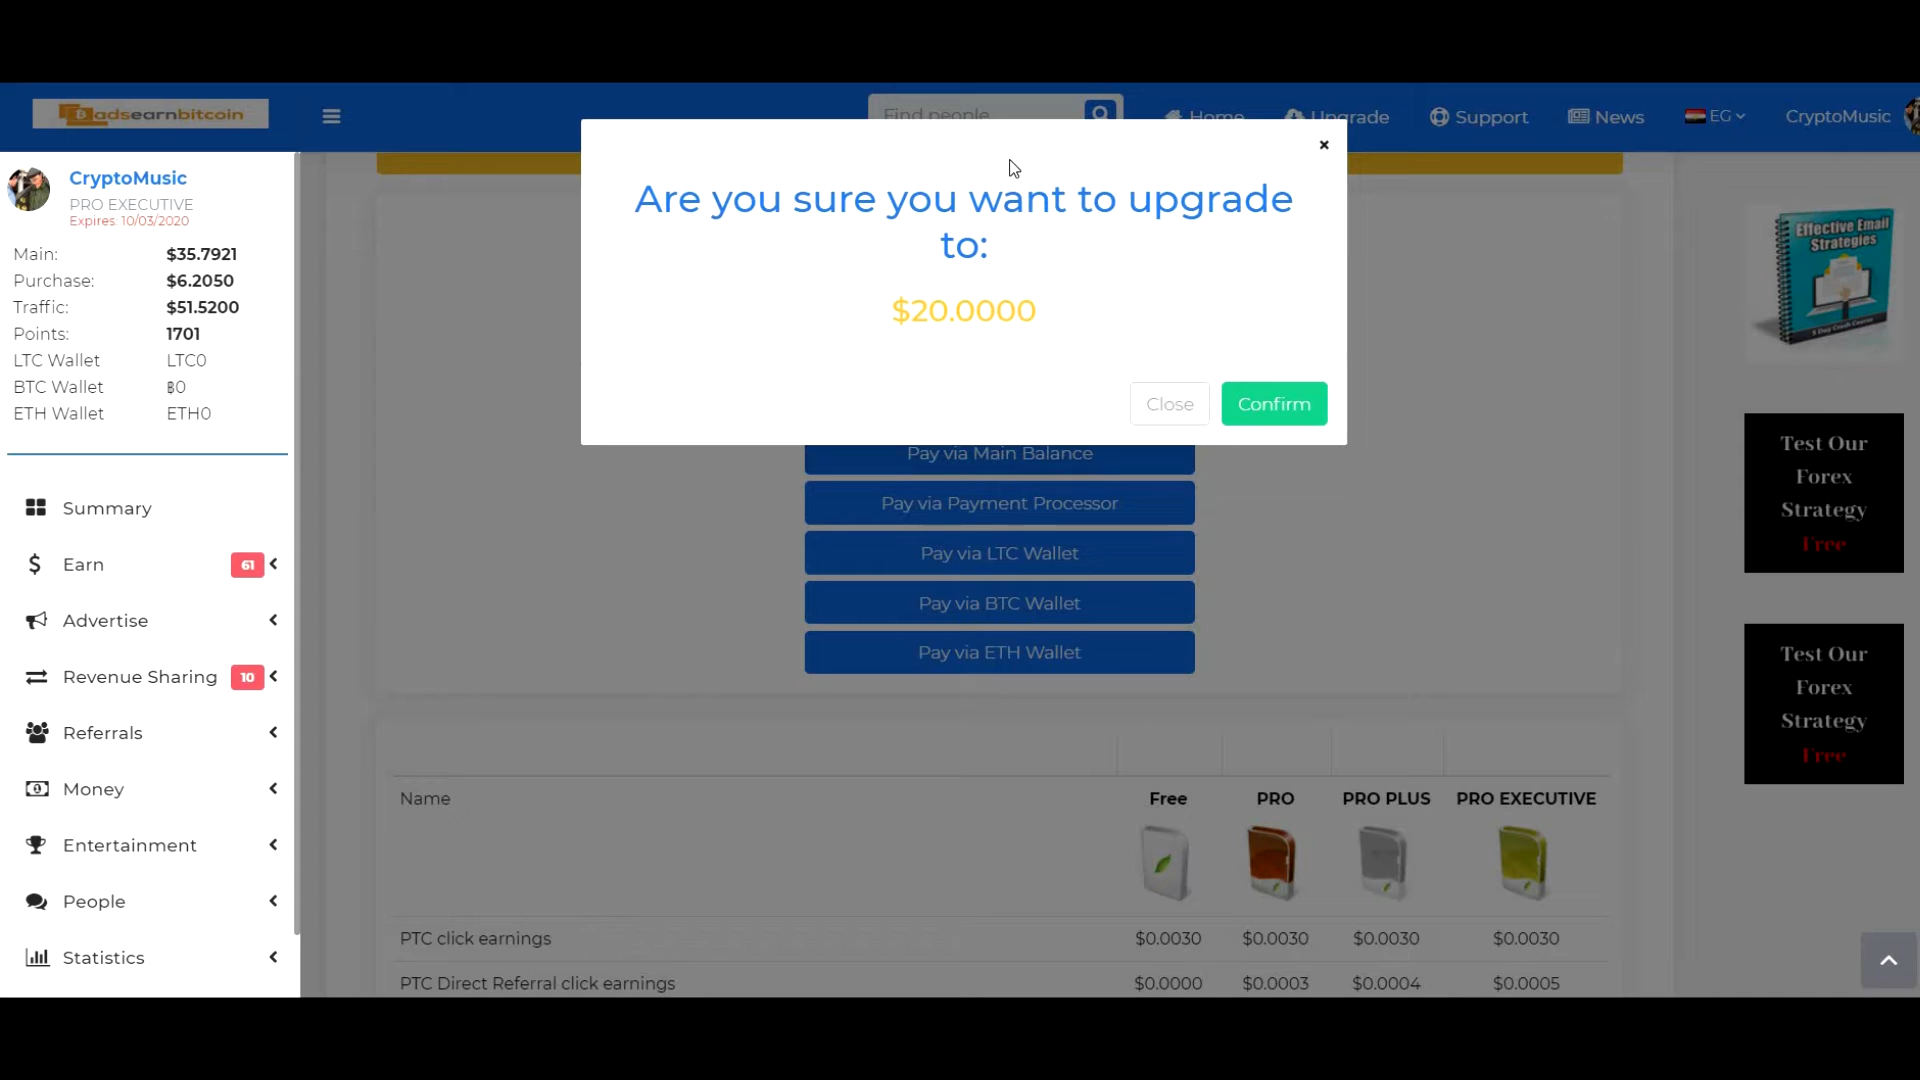 adsearnbitcoin
Find people
Home
Upgrade
Support
News
EG
CryptoMusic
CryptoMusic
PRO EXECUTIVE
Expires: 10/03/2020
Main: $35.7921
Purchase: $6.2050
Traffic: $51.5200
Points: 1701
LTC Wallet LTC0
BTC Wallet ฿0
ETH Wallet ETH0
Summary
Earn 61
Advertise
Revenue Sharing 10
Referrals
Money
Entertainment
People
Statistics
×
Are you sure you want to upgrade
to:
$20.0000
Close
Confirm
Pay via Main Balance
Pay via Payment Processor
Pay via LTC Wallet
Pay via BTC Wallet
Pay via ETH Wallet
Name Free PRO PRO PLUS PRO EXECUTIVE
PTC click earnings $0.0030 $0.0030 $0.0030 $0.0030
PTC Direct Referral click earnings $0.0000 $0.0003 $0.0004 $0.0005
Effective Email
Strategies
5 Day Crash Course
Test Our
Forex
Strategy
Free
Test Our
Forex
Strategy
Free